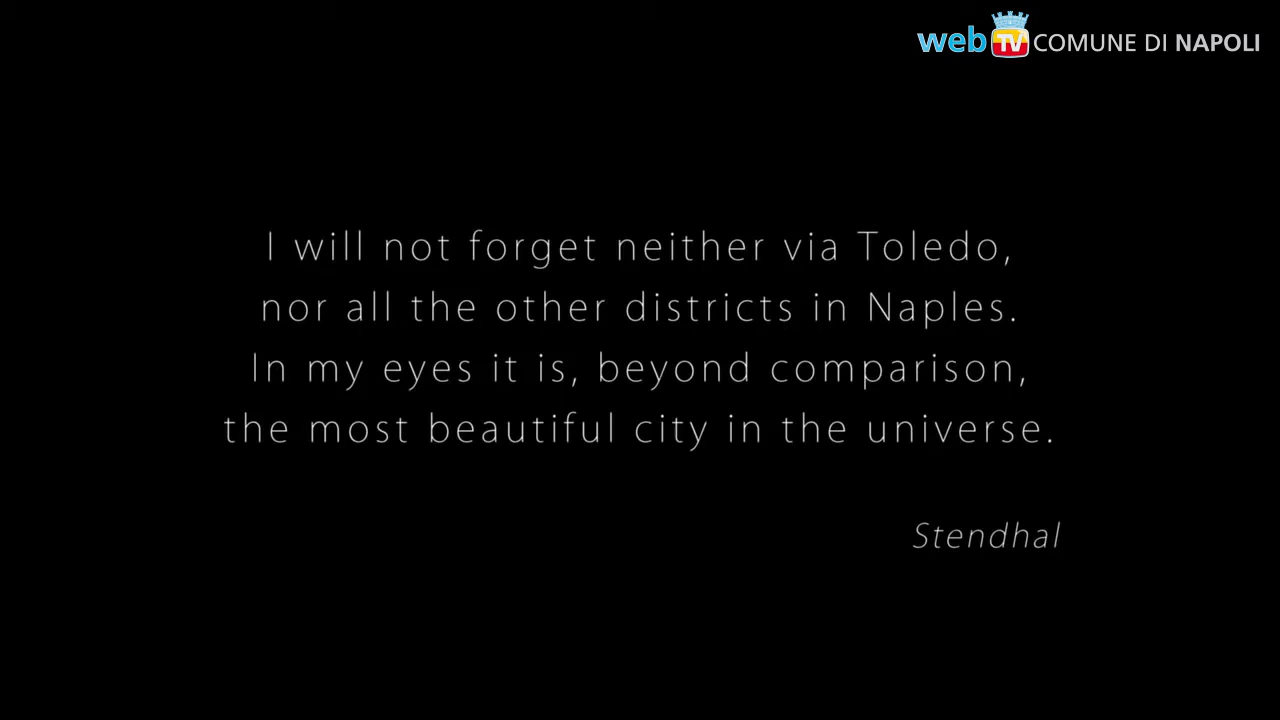 web TV COMUNE DI NAPOLI
I will not forget neither via Toledo,
nor all the other districts in Naples.
In my eyes it is, beyond comparison,
the most beautiful city in the universe.
Stendhal